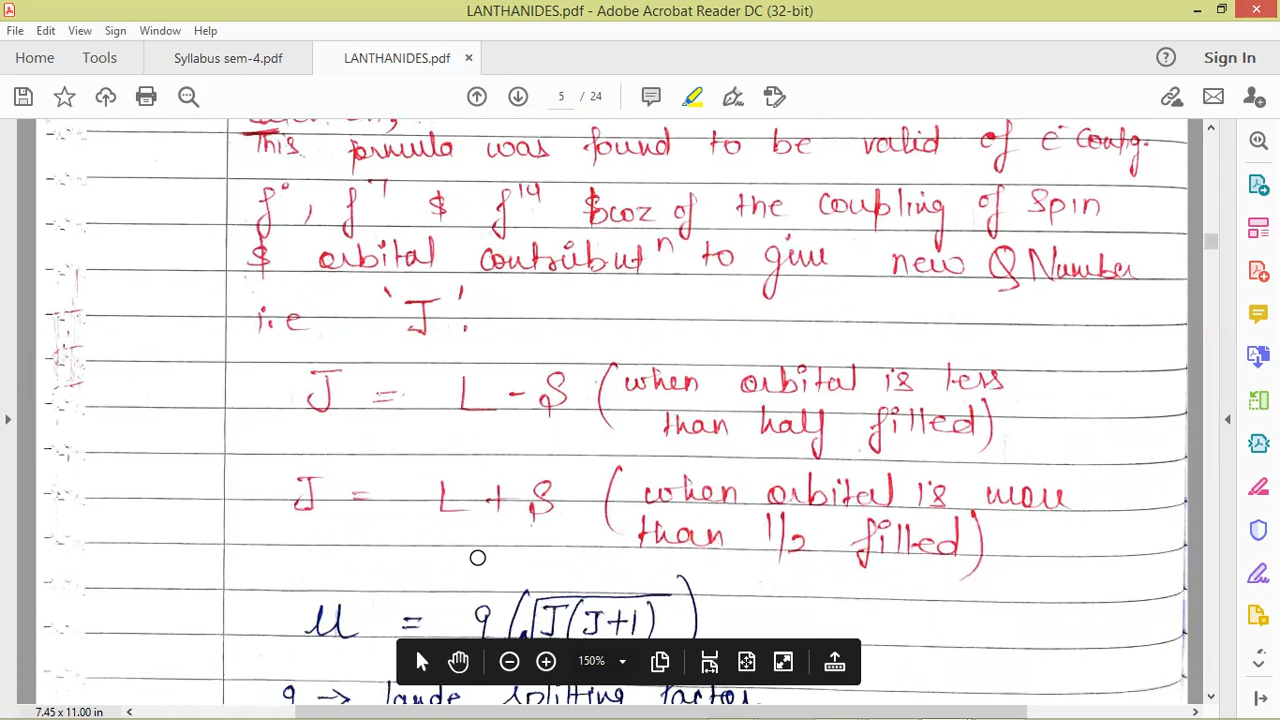 LANTHANIDES.pdf - Adobe Acrobat Reader DC (32-bit)
File Edit View Sign Window Help
Home Tools Syllabus sem-4.pdf LANTHANIDES.pdf × Sign In
5 / 24
This formula was found to be valid of e⁻ Config.
f⁰, f⁷ $ f¹⁴ bcoz of the coupling of Spin
$ orbital contributⁿ to give new Q Number
i.e 'J'.
J = L - S (when orbital is less
than half filled)
J = L + S (when orbital is more
than 1/2 filled)
μ = g (√J(J+1))
150%
g → lande splitting factor.
7.45 x 11.00 in